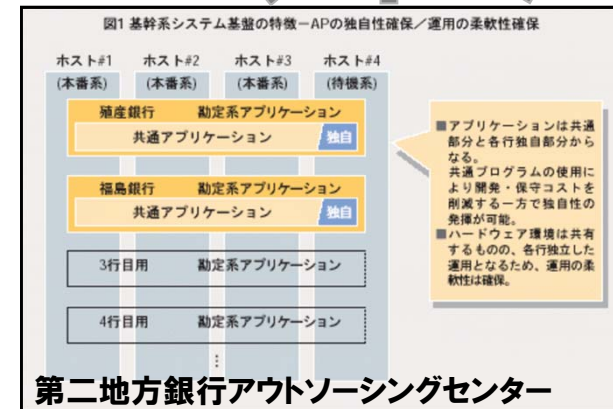 図1 基幹系システム基盤の特徴－APの独自性確保／運用の柔軟性確保
ホスト#1 ホスト#2 ホスト#3 ホスト#4
(本番系) (本番系) (本番系) (待機系)
殖産銀行 勘定系アプリケーション
共通アプリケーション 独自
福島銀行 勘定系アプリケーション
共通アプリケーション 独自
3行目用 勘定系アプリケーション
4行目用 勘定系アプリケーション
⋮
■アプリケーションは共通
部分と各行独自部分から
なる。
共通プログラムの使用に
より開発・保守コストを
削減する一方で独自性の
発揮が可能。
■ハードウェア環境は共有
するものの、各行独立した
運用となるため、運用の柔
軟性は確保。
第二地方銀行アウトソーシングセンター